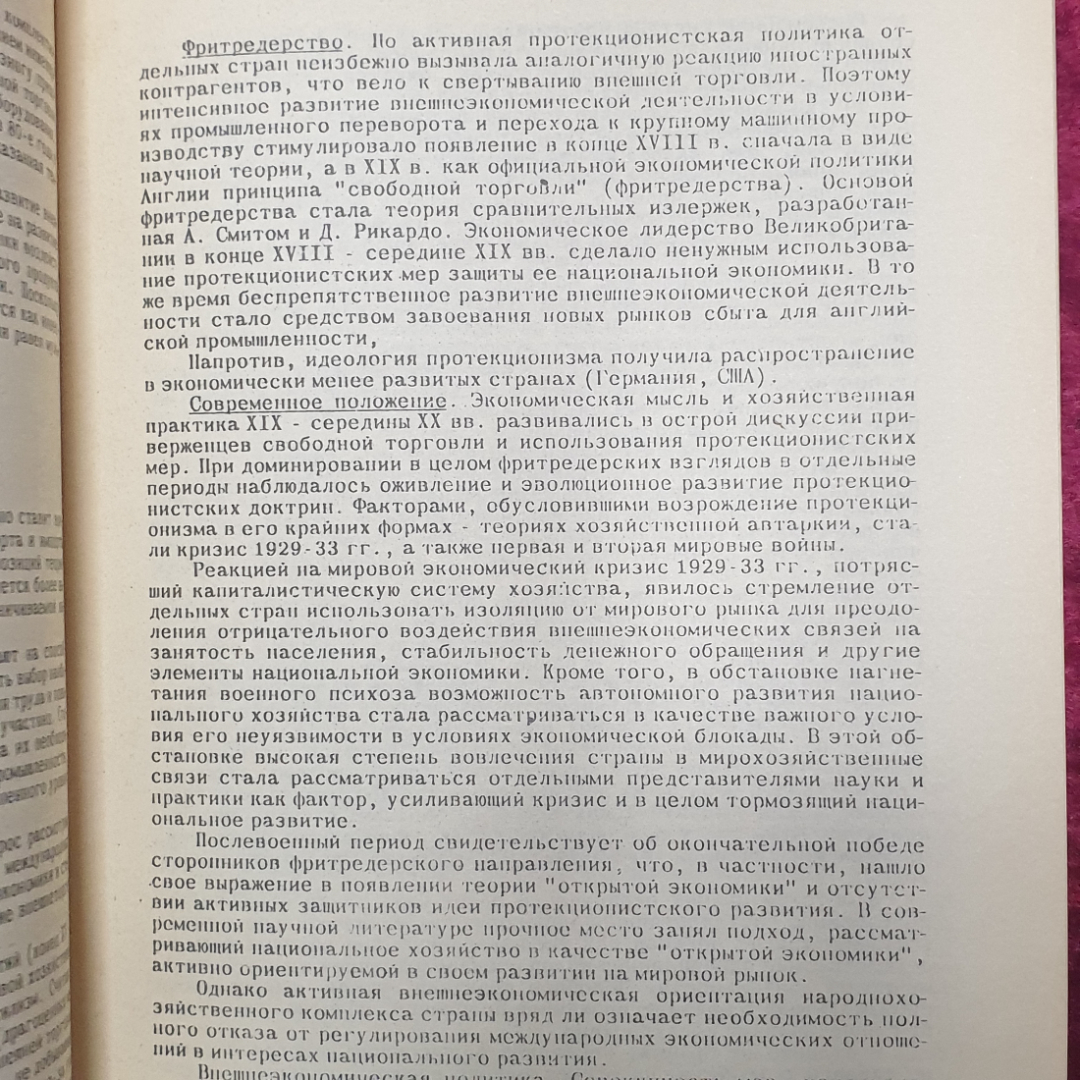 Фритредерство. Но активная протекционистская политика от-
дельных стран неизбежно вызывала аналогичную реакцию иностранных
контрагентов, что вело к свертыванию внешней торговли. Поэтому
интенсивное развитие внешнеэкономической деятельности в услови-
ях промышленного переворота и перехода к крупному машинному про-
изводству стимулировало появление в конце XVIII в. сначала в виде
научной теории, а в XIX в. как официальной экономической политики
Англии принципа "свободной торговли" (фритредерства). Основой
фритредерства стала теория сравнительных излержек, разработан-
ная А. Смитом и Д. Рикардо. Экономическое лидерство Великобрита-
нии в конце XVIII - середине XIX вв. сделало ненужным использова-
ние протекционистских мер защиты ее национальной экономики. В то
же время беспрепятственное развитие внешнеэкономической деятель-
ности стало средством завоевания новых рынков сбыта для англий-
ской промышленности,
Напротив, идеология протекционизма получила распространение
в экономически менее развитых странах (Германия, США).
Современное положение. Экономическая мысль и хозяйственная
практика XIX - середины XX вв. развивались в острой дискуссии при-
верженцев свободной торговли и использования протекционистских
мер. При доминировании в целом фритредерских взглядов в отдельные
периоды наблюдалось оживление и эволюционное развитие протекцио-
нистских доктрин. Факторами, обусловившими возрождение протекци-
онизма в его крайних формах - теориях хозяйственной автаркии, ста-
ли кризис 1929-33 гг., а также первая и вторая мировые войны.
Реакцией на мировой экономический кризис 1929-33 гг., потряс-
ший капиталистическую систему хозяйства, явилось стремление от-
дельных стран использовать изоляцию от мирового рынка для преодо-
ления отрицательного воздействия внешнеэкономических связей на
занятость населения, стабильность денежного обращения и другие
элементы национальной экономики. Кроме того, в обстановке нагне-
тания военного психоза возможность автономного развития нацио-
нального хозяйства стала рассматриваться в качестве важного усло-
вия его неуязвимости в условиях экономической блокады. В этой об-
становке высокая степень вовлечения страны в мирохозяйственные
связи стала рассматриваться отдельными представителями науки и
практики как фактор, усиливающий кризис и в целом тормозящий наци-
ональное развитие.
Послевоенный период свидетельствует об окончательной победе
сторонников фритредерского направления, что, в частности, нашло
свое выражение в появлении теории "открытой экономики" и отсутст-
вии активных защитников идеи протекционистского развития. В сов-
ременной научной литературе прочное место занял подход, рассмат-
ривающий национальное хозяйство в качестве "открытой экономики",
активно ориентируемой в своем развитии на мировой рынок.
Однако активная внешнеэкономическая ориентация народнохо-
зяйственного комплекса страны вряд ли означает необходимость пол-
ного отказа от регулирования международных экономических отноше-
ний в интересах национального развития.
Внешнеэкономическая политика.